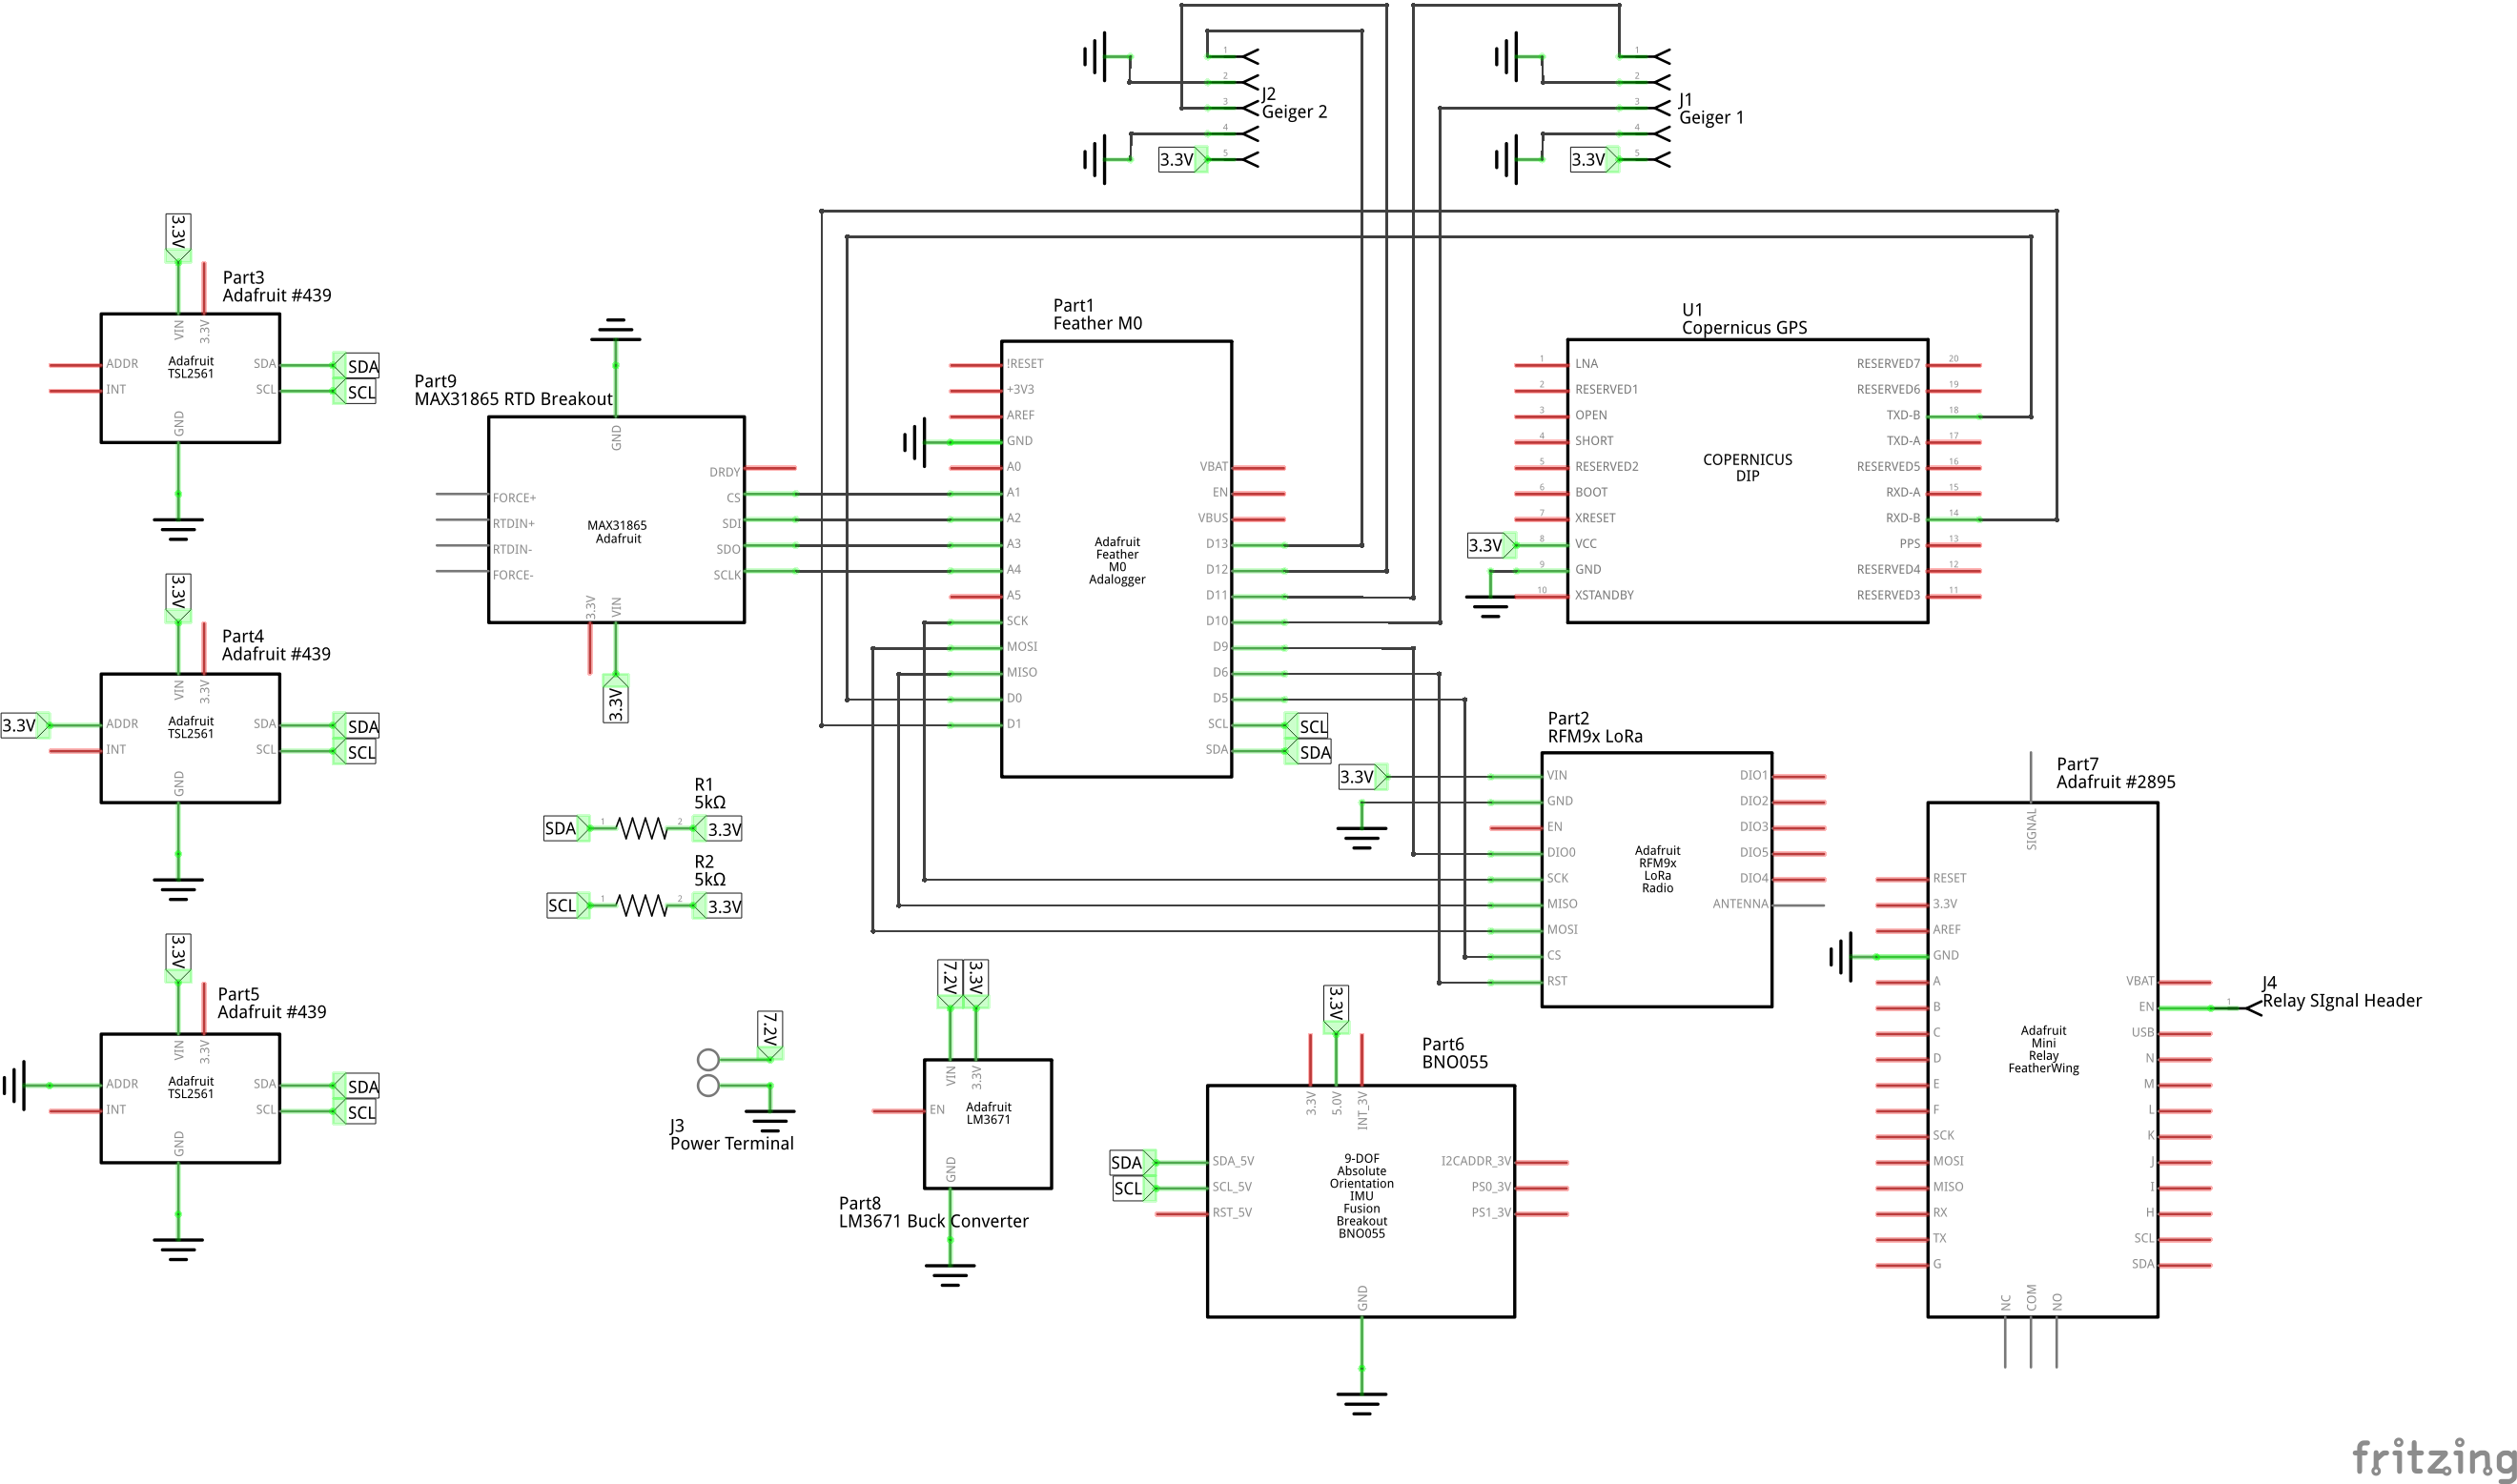 1
2
3
4
5
J2
Geiger 2
3.3V
1
2
3
4
5
J1
Geiger 1
3.3V
3.3V
Part3
Adafruit #439
VIN
3.3V
ADDR
INT
Adafruit
TSL2561
SDA
SCL
GND
SDA
SCL
Part9
MAX31865 RTD Breakout
GND
DRDY
CS
SDI
SDO
SCLK
FORCE+
RTDIN+
RTDIN-
FORCE-
MAX31865
Adafruit
3.3V
VIN
3.3V
Part1
Feather M0
!RESET
+3V3
AREF
GND
A0
A1
A2
A3
A4
A5
SCK
MOSI
MISO
D0
D1
Adafruit
Feather
M0
Adalogger
VBAT
EN
VBUS
D13
D12
D11
D10
D9
D6
D5
SCL
SDA
SCL
SDA
U1
Copernicus GPS
1 LNA
2 RESERVED1
3 OPEN
4 SHORT
5 RESERVED2
6 BOOT
7 XRESET
3.3V
8 VCC
9 GND
10 XSTANDBY
COPERNICUS
DIP
RESERVED7 20
RESERVED6 19
TXD-B 18
TXD-A 17
RESERVED5 16
RXD-A 15
RXD-B 14
PPS 13
RESERVED4 12
RESERVED3 11
3.3V
Part4
Adafruit #439
VIN
3.3V
3.3V
ADDR
INT
Adafruit
TSL2561
SDA
SCL
GND
SDA
SCL
R1
5kΩ
SDA
1
2
3.3V
R2
5kΩ
SCL
1
2
3.3V
Part2
RFM9x LoRa
3.3V
VIN
GND
EN
DIO0
SCK
MISO
MOSI
CS
RST
Adafruit
RFM9x
LoRa
Radio
DIO1
DIO2
DIO3
DIO5
DIO4
ANTENNA
Part7
Adafruit #2895
SIGNAL
RESET
3.3V
AREF
GND
A
B
C
D
E
F
SCK
MOSI
MISO
RX
TX
G
Adafruit
Mini
Relay
FeatherWing
VBAT
EN
USB
N
M
L
K
J
I
H
SCL
SDA
NC
COM
NO
1
J4
Relay SIgnal Header
3.3V
Part5
Adafruit #439
VIN
3.3V
ADDR
INT
Adafruit
TSL2561
SDA
SCL
GND
SDA
SCL
7.2V
J3
Power Terminal
7.2V
3.3V
VIN
3.3V
EN
Adafruit
LM3671
GND
Part8
LM3671 Buck Converter
3.3V
Part6
BNO055
3.3V
5.0V
INT_3V
SDA
SCL
SDA_5V
SCL_5V
RST_5V
9-DOF
Absolute
Orientation
IMU
Fusion
Breakout
BNO055
I2CADDR_3V
PS0_3V
PS1_3V
GND
fritzing